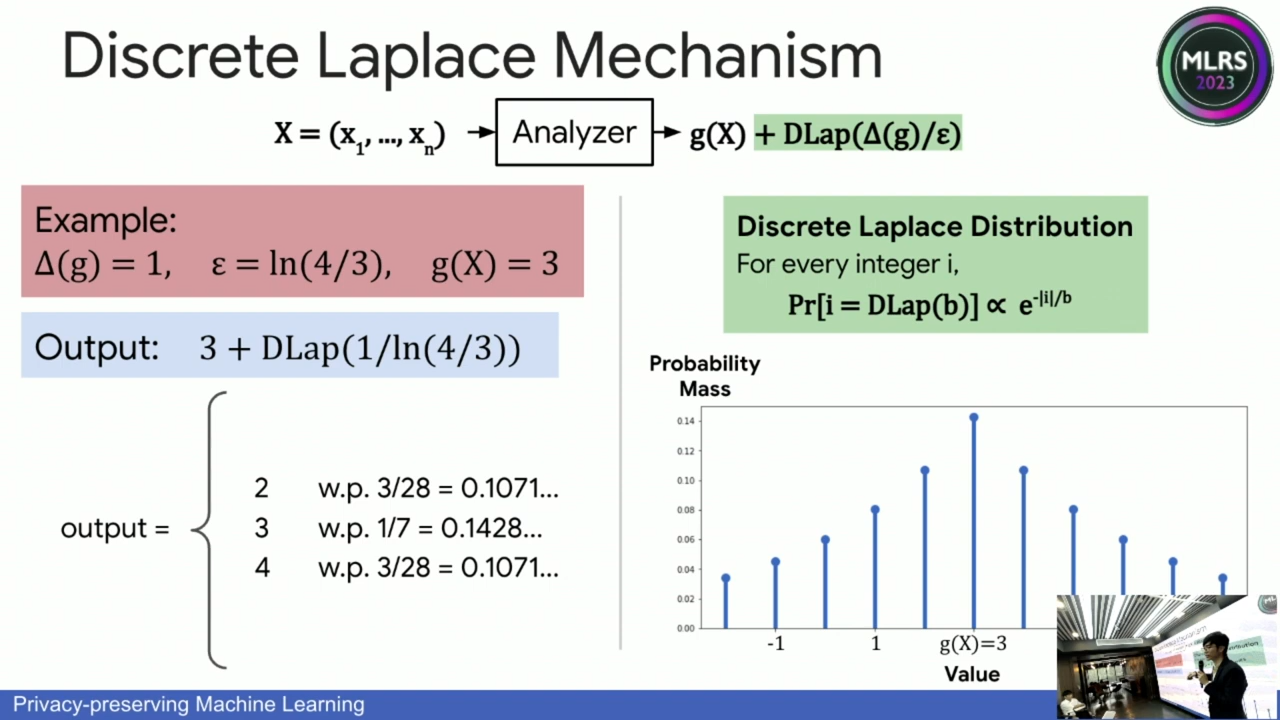 Discrete Laplace Mechanism
MLRS
2023
X = (x1, ..., xn) → Analyzer → g(X) + DLap(Δ(g)/ε)
Example:
Δ(g) = 1, ε = ln(4/3), g(X) = 3
Output: 3 + DLap(1/ln(4/3))
output =
2 w.p. 3/28 = 0.1071...
3 w.p. 1/7 = 0.1428...
4 w.p. 3/28 = 0.1071...
Discrete Laplace Distribution
For every integer i,
Pr[i = DLap(b)] ∝ e^-|i|/b
Probability
Mass
0.14
0.12
0.10
0.08
0.06
0.04
0.02
0.00
-1 1 g(X)=3
Value
Privacy-preserving Machine Learning